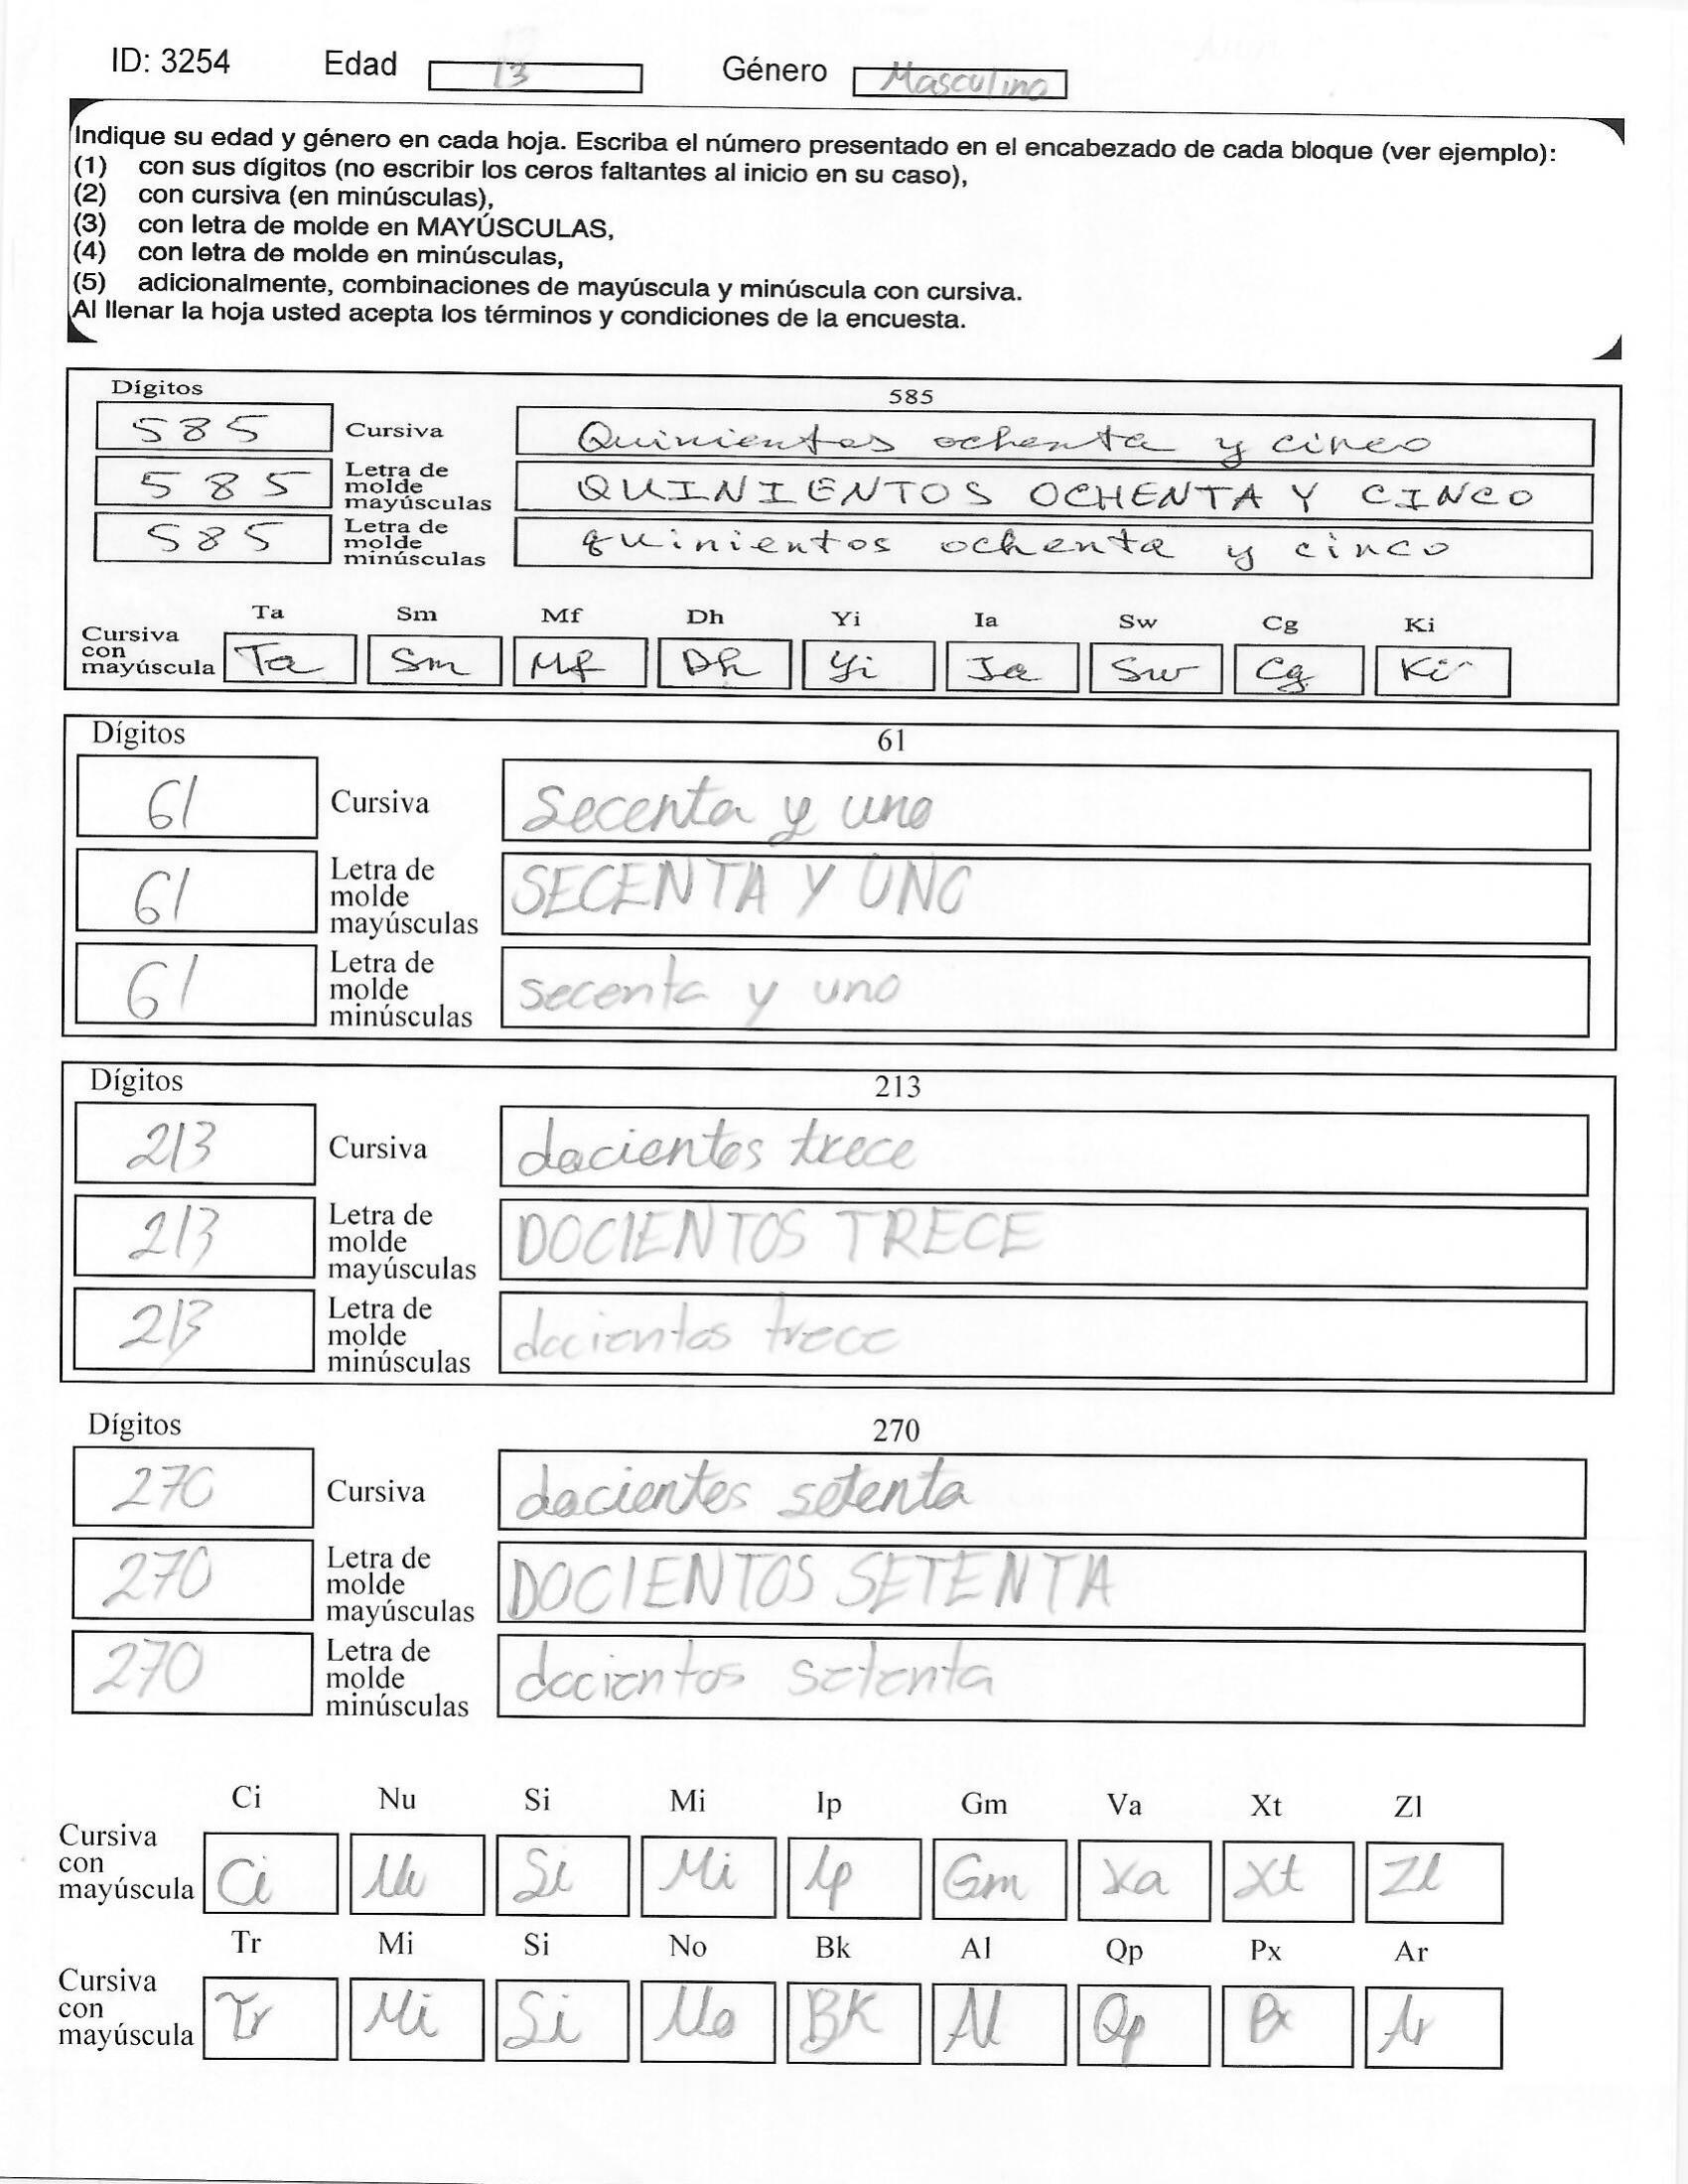 ID: 3254 Edad 13 Género Masculino
Indique su edad y género en cada hoja. Escriba el número presentado en el encabezado de cada bloque (ver ejemplo):
(1) con sus dígitos (no escribir los ceros faltantes al inicio en su caso),
(2) con cursiva (en minúsculas),
(3) con letra de molde en MAYÚSCULAS,
(4) con letra de molde en minúsculas,
(5) adicionalmente, combinaciones de mayúscula y minúscula con cursiva.
Al llenar la hoja usted acepta los términos y condiciones de la encuesta.
Dígitos 585
585 Cursiva Quinientos ochenta y cinco
585 Letra de molde mayúsculas QUINIENTOS OCHENTA Y CINCO
585 Letra de molde minúsculas quinientos ochenta y cinco
Ta Sm Mf Dh Yi Ia Sw Cg Ki
Cursiva con mayúscula Ta Sm Mf Dh Yi Ia Sw Cg Ki
Dígitos 61
61 Cursiva Secenta y uno
61 Letra de molde mayúsculas SECENTA Y UNO
61 Letra de molde minúsculas secenta y uno
Dígitos 213
213 Cursiva docientos trece
213 Letra de molde mayúsculas DOCIENTOS TRECE
213 Letra de molde minúsculas docientos trece
Dígitos 270
270 Cursiva docientos setenta
270 Letra de molde mayúsculas DOCIENTOS SETENTA
270 Letra de molde minúsculas docientos setenta
Ci Nu Si Mi Ip Gm Va Xt Zl
Cursiva con mayúscula Ci Nu Si Mi Ip Gm Va Xt Zl
Tr Mi Si No Bk Al Qp Px Ar
Cursiva con mayúscula Tr Mi Si No BK Al Qp Px Ar